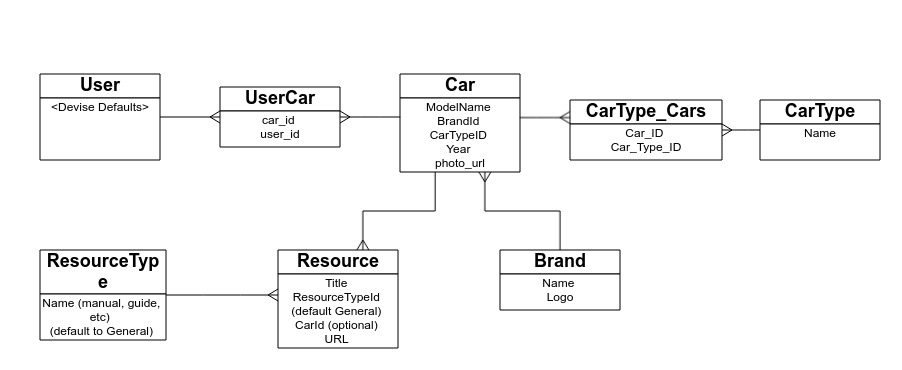 User
<Devise Defaults>
UserCar
car_id
user_id
Car
ModelName
BrandId
CarTypeID
Year
photo_url
CarType_Cars
Car_ID
Car_Type_ID
CarType
Name
ResourceTyp
e
Name (manual, guide,
etc)
(default to General)
Resource
Title
ResourceTypeId
(default General)
CarId (optional)
URL
Brand
Name
Logo